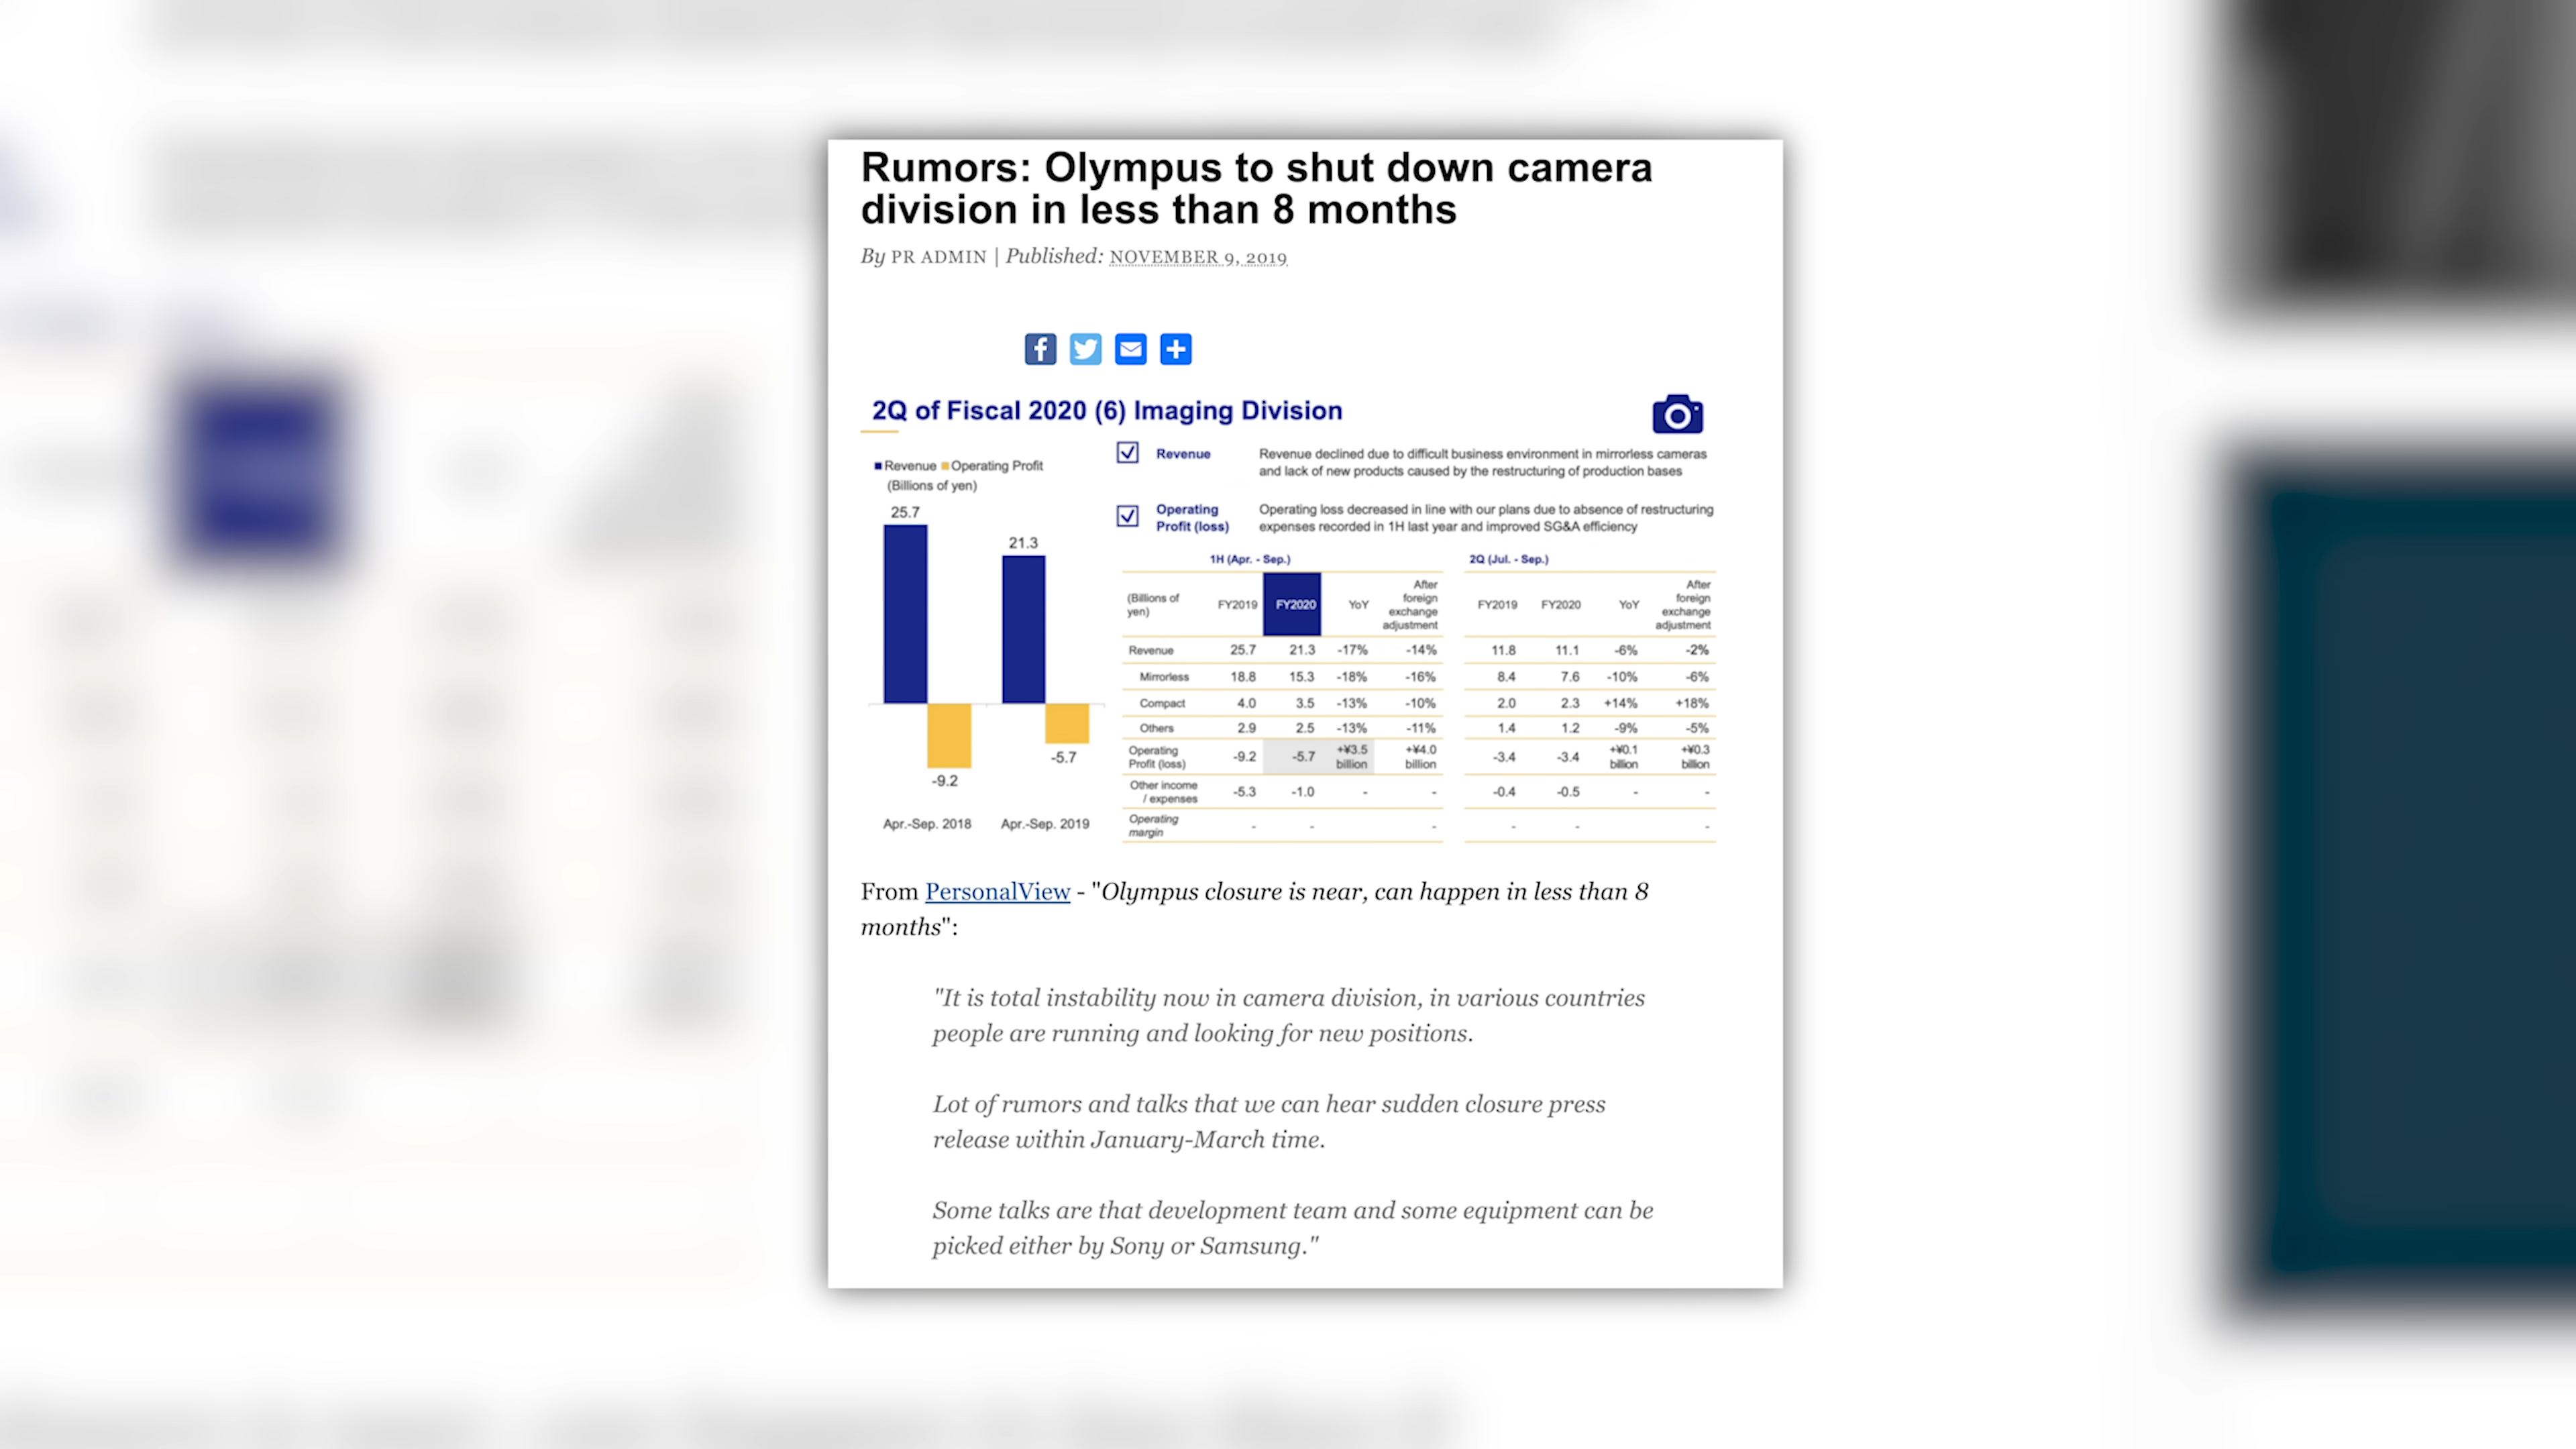 Rumors: Olympus to shut down camera
division in less than 8 months
By PR ADMIN | Published: NOVEMBER 9, 2019
2Q of Fiscal 2020 (6) Imaging Division
Revenue Operating Profit
(Billions of yen)
25.7
21.3
-9.2
-5.7
Apr.-Sep. 2018 Apr.-Sep. 2019
Revenue Revenue declined due to difficult business environment in mirrorless cameras
and lack of new products caused by the restructuring of production bases
Operating Operating loss decreased in line with our plans due to absence of restructuring
Profit (loss) expenses recorded in 1H last year and improved SG&A efficiency
1H (Apr. - Sep.) 2Q (Jul. - Sep.)
(Billions of yen) FY2019 FY2020 YoY After foreign exchange adjustment FY2019 FY2020 YoY After foreign exchange adjustment
Revenue 25.7 21.3 -17% -14% 11.8 11.1 -6% -2%
Mirrorless 18.8 15.3 -18% -16% 8.4 7.6 -10% -6%
Compact 4.0 3.5 -13% -10% 2.0 2.3 +14% +18%
Others 2.9 2.5 -13% -11% 1.4 1.2 -9% -5%
Operating Profit (loss) -9.2 -5.7 +¥3.5 billion +¥4.0 billion -3.4 -3.4 +¥0.1 billion +¥0.3 billion
Other income / expenses -5.3 -1.0 - - -0.4 -0.5 - -
Operating margin - - - - - -
From PersonalView - "Olympus closure is near, can happen in less than 8
months":
"It is total instability now in camera division, in various countries
people are running and looking for new positions.
Lot of rumors and talks that we can hear sudden closure press
release within January-March time.
Some talks are that development team and some equipment can be
picked either by Sony or Samsung."